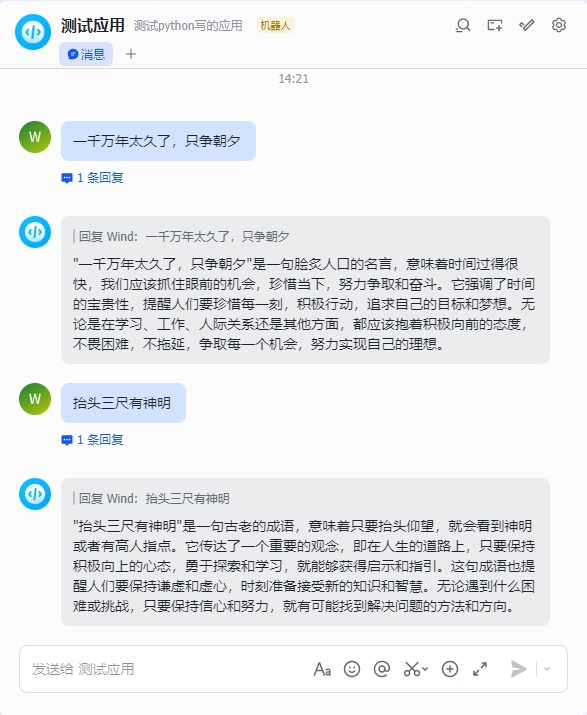 测试应用 测试python写的应用 机器人
消息
14:21
W
一千万年太久了，只争朝夕
1 条回复
回复 Wind：一千万年太久了，只争朝夕
"一千万年太久了，只争朝夕"是一句脍炙人口的名言，意味着时间过得很
快，我们应该抓住眼前的机会，珍惜当下，努力争取和奋斗。它强调了时间
的宝贵性，提醒人们要珍惜每一刻，积极行动，追求自己的目标和梦想。无
论是在学习、工作、人际关系还是其他方面，都应该抱着积极向前的态度，
不畏困难，不拖延，争取每一个机会，努力实现自己的理想。
W
抬头三尺有神明
1 条回复
回复 Wind：抬头三尺有神明
"抬头三尺有神明"是一句古老的成语，意味着只要抬头仰望，就会看到神明
或者有高人指点。它传达了一个重要的观念，即在人生的道路上，只要保持
积极向上的心态，勇于探索和学习，就能够获得启示和指引。这句成语也提
醒人们要保持谦虚和虚心，时刻准备接受新的知识和智慧。无论遇到什么困
难或挑战，只要保持信心和努力，就有可能找到解决问题的方法和方向。
发送给 测试应用 Aa